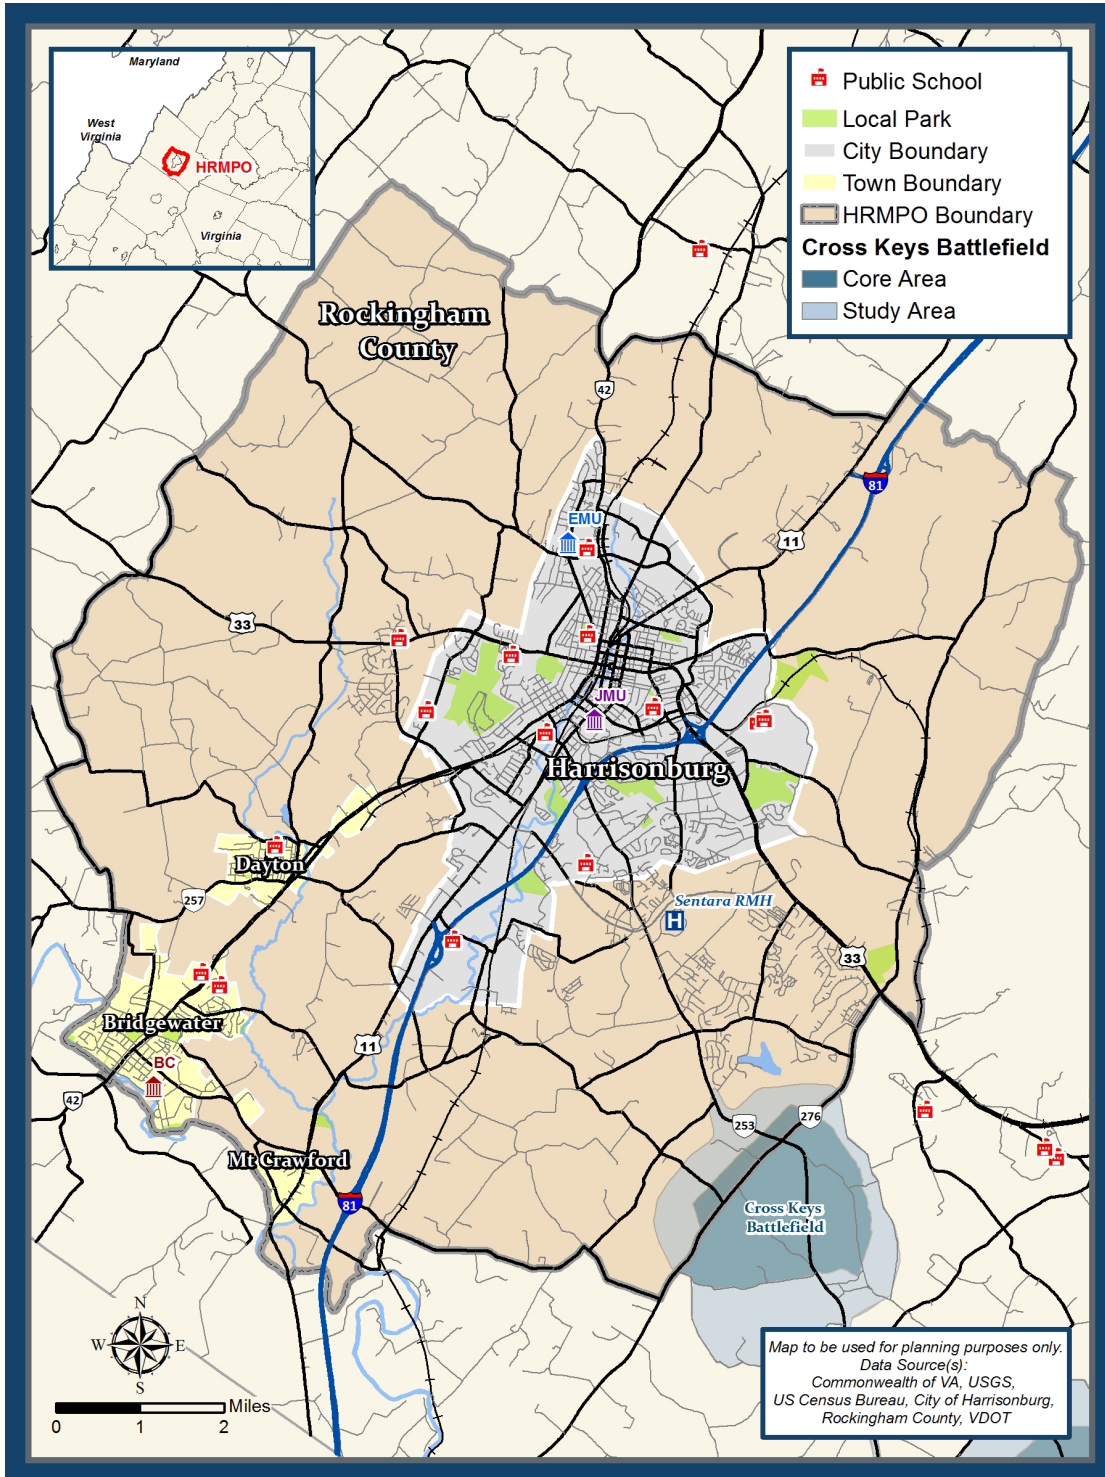 Maryland
West
Virginia
HRMPO
Virginia
Public School
Local Park
City Boundary
Town Boundary
HRMPO Boundary
Cross Keys Battlefield
Core Area
Study Area
Rockingham
County
42
81
EMU
11
33
JMU
Harrisonburg
Dayton
257
Sentara RMH
H
33
Bridgewater
11
BC
42
253
276
Mt Crawford
81
Cross Keys
Battlefield
N
W
E
S
Miles
0
1
2
Map to be used for planning purposes only.
Data Source(s):
Commonwealth of VA, USGS,
US Census Bureau, City of Harrisonburg,
Rockingham County, VDOT